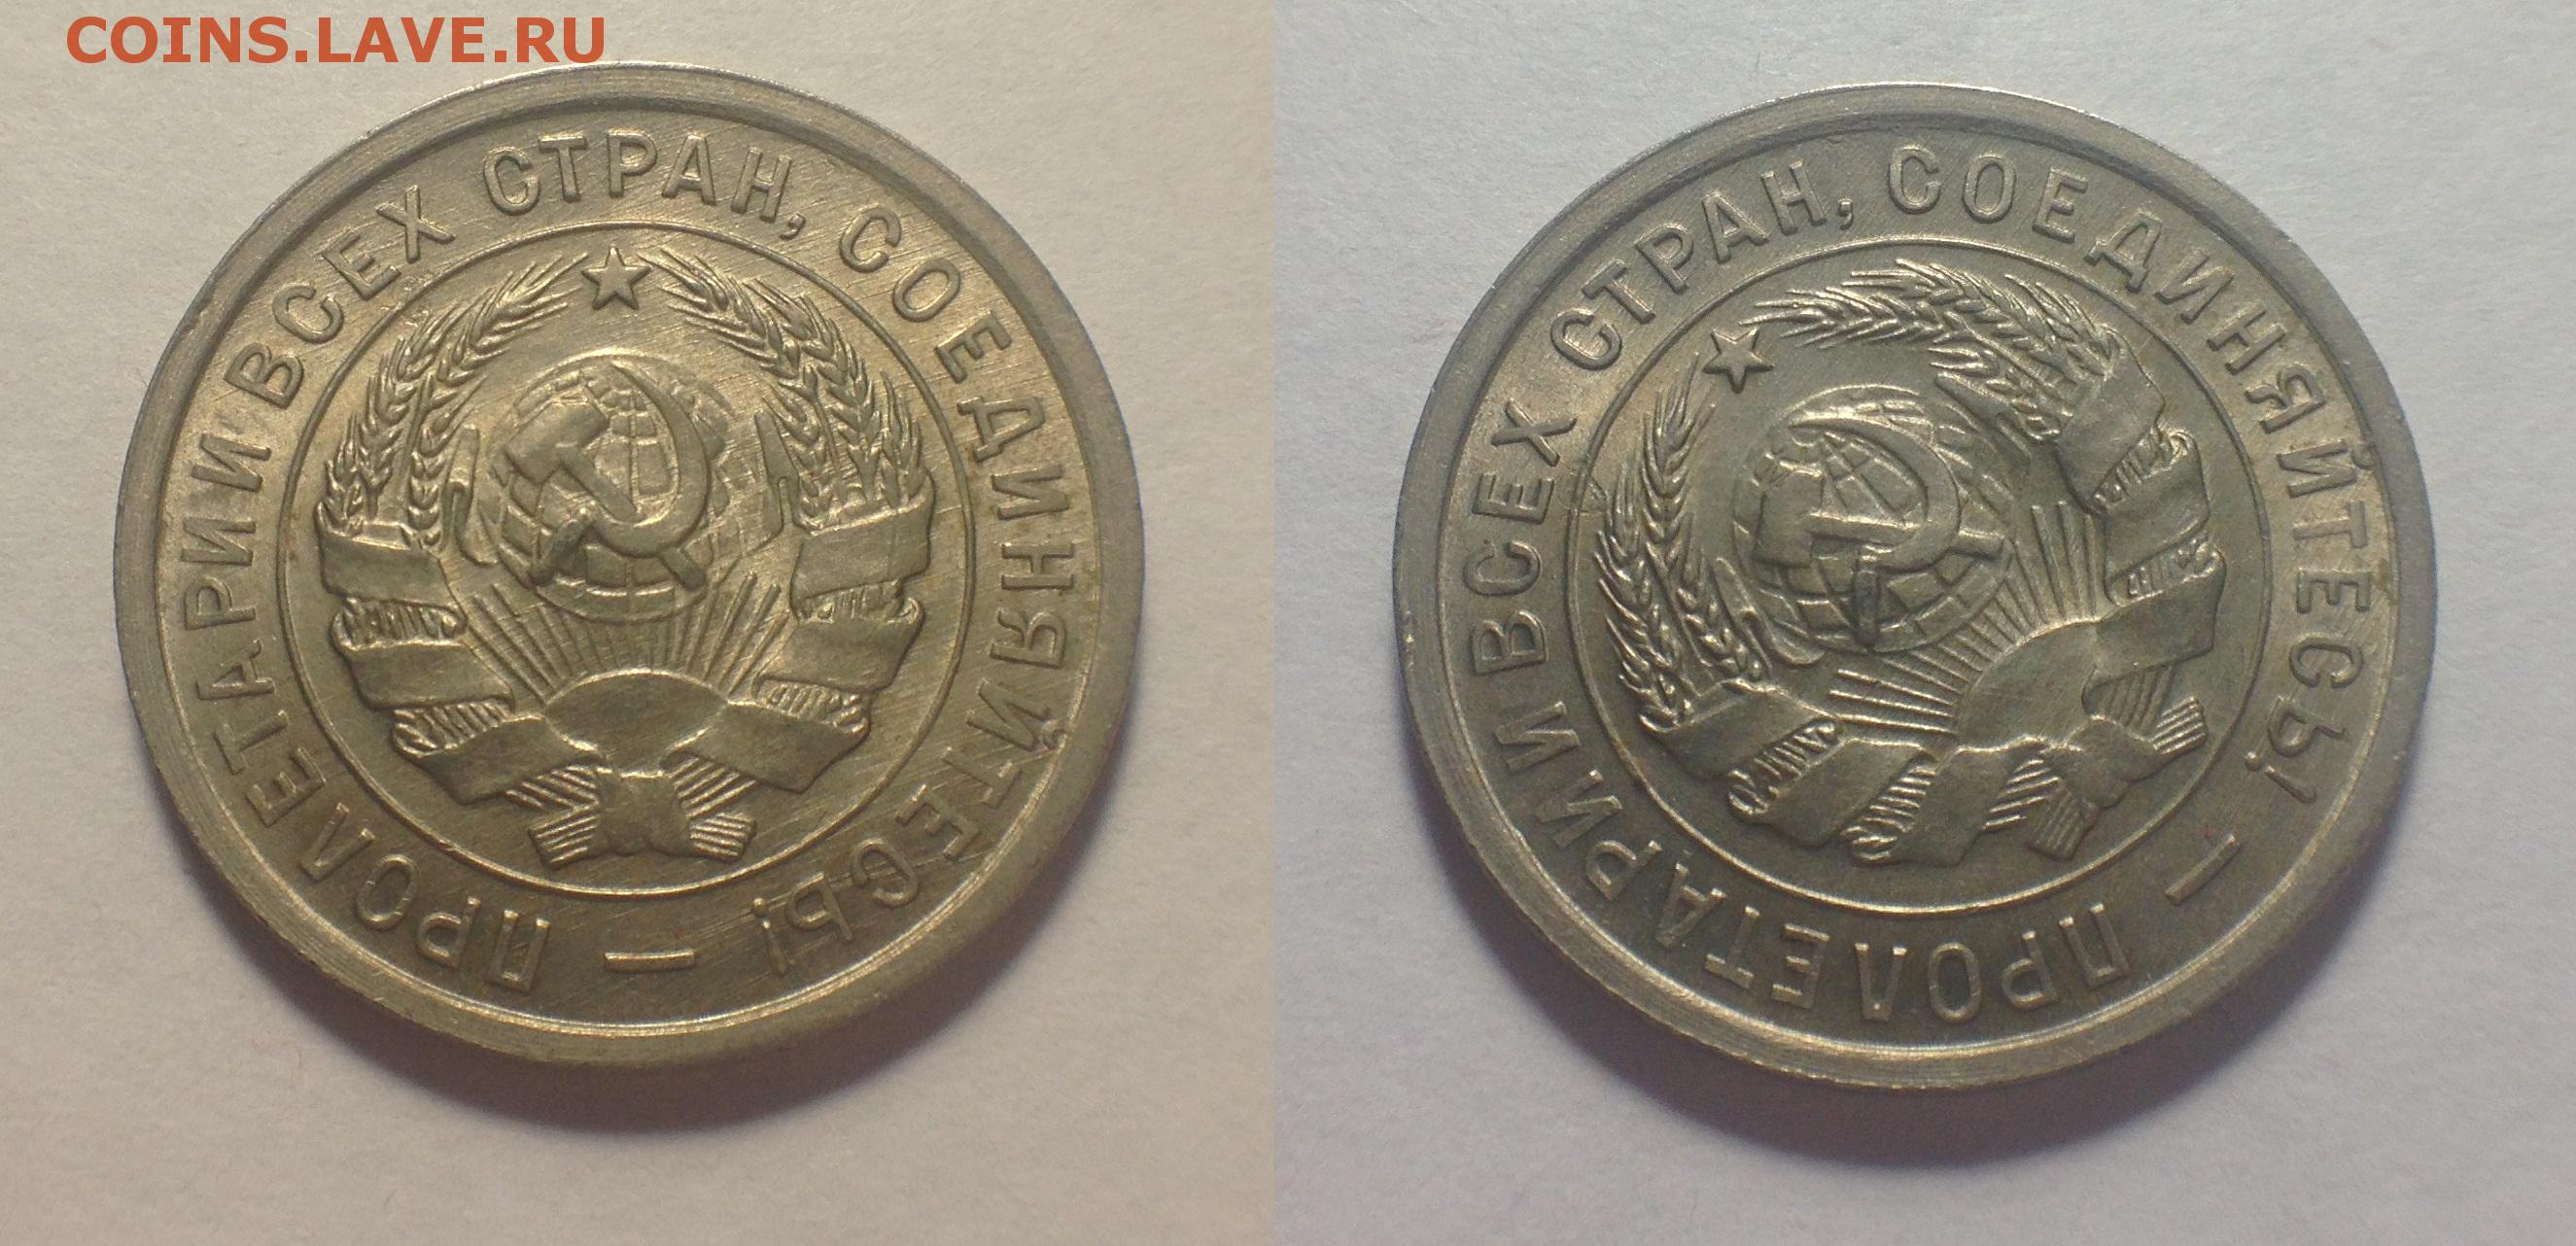 COINS.LAVE.RU
ПРОЛЕТАРИИ ВСЕХ СТРАН, СОЕДИНЯЙТЕСЬ! —
ПРОЛЕТАРИИ ВСЕХ СТРАН, СОЕДИНЯЙТЕСЬ! —